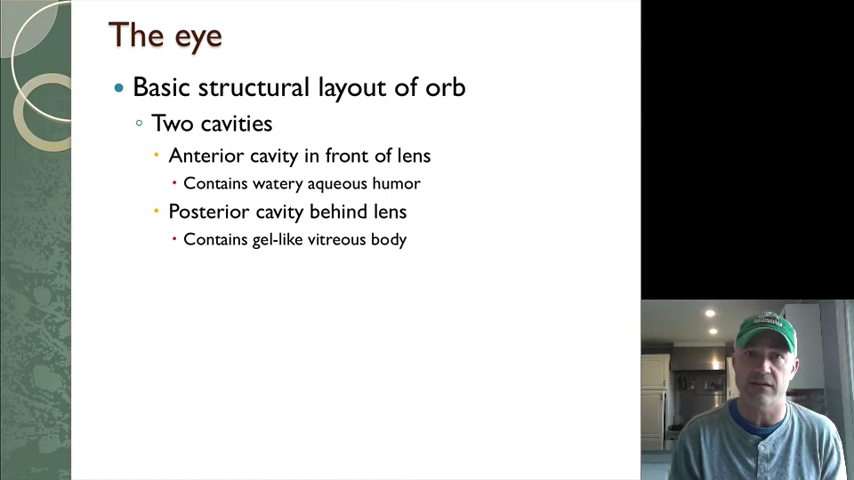 The eye
Basic structural layout of orb
Two cavities
Anterior cavity in front of lens
Contains watery aqueous humor
Posterior cavity behind lens
Contains gel-like vitreous body